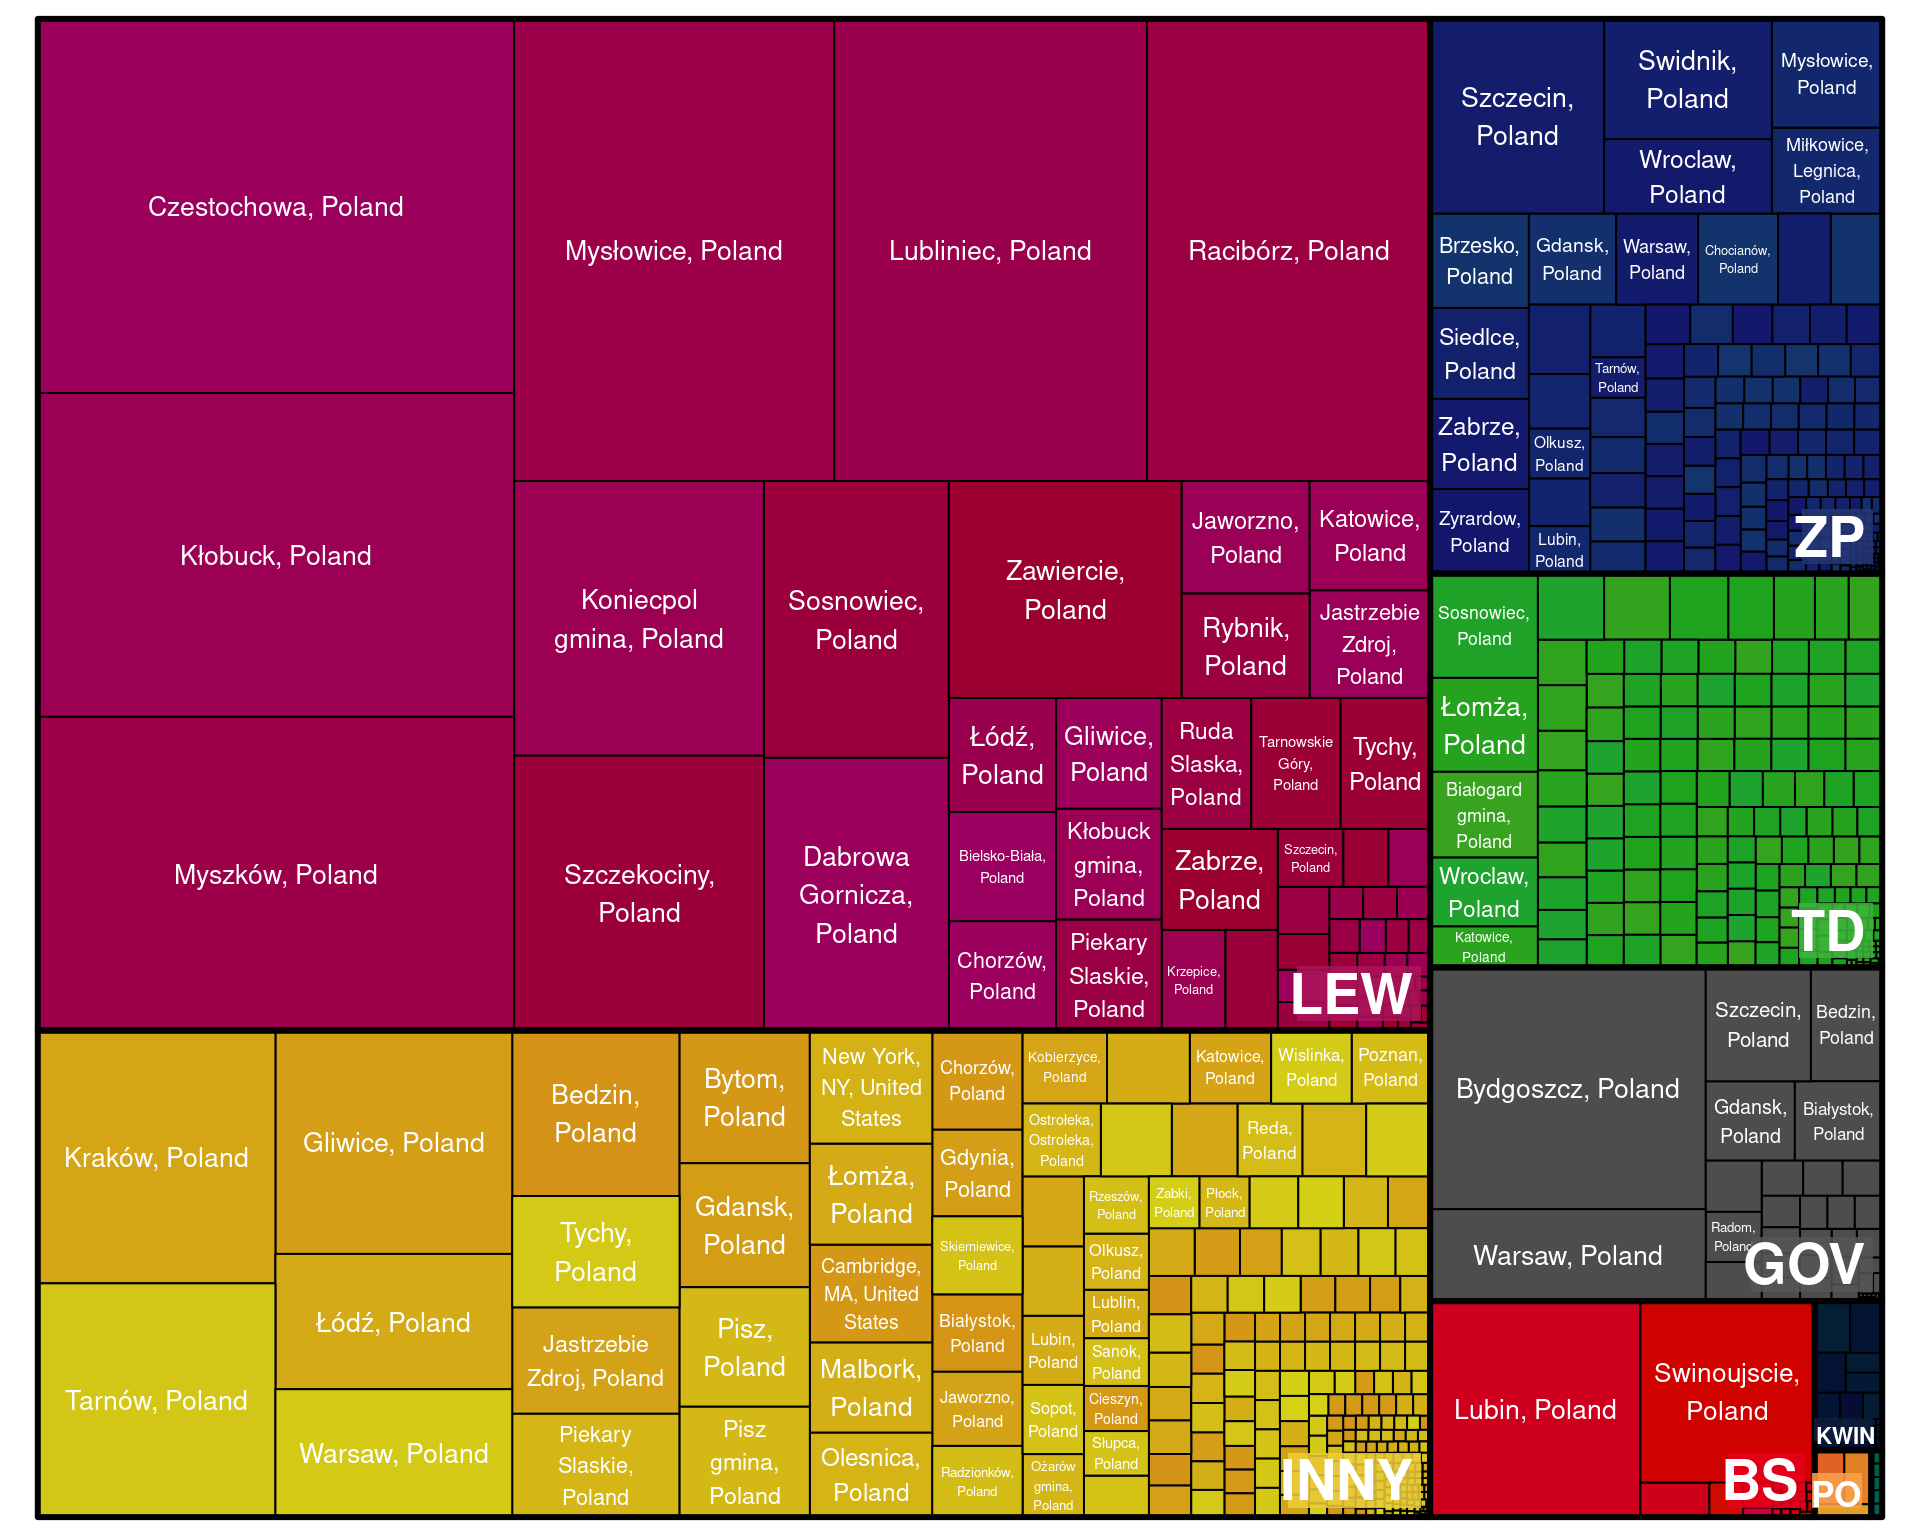 Czestochowa, Poland
Kłobuck, Poland
Myszków, Poland
Mysłowice, Poland
Lubliniec, Poland
Racibórz, Poland
Koniecpol
gmina, Poland
Szczekociny,
Poland
Sosnowiec,
Poland
Dabrowa
Gornicza,
Poland
Zawiercie,
Poland
Jaworzno,
Poland
Katowice,
Poland
Rybnik,
Poland
Jastrzebie
Zdroj,
Poland
Łódź,
Poland
Bielsko-Biała,
Poland
Chorzów,
Poland
Gliwice,
Poland
Kłobuck
gmina,
Poland
Piekary
Slaskie,
Poland
Ruda
Slaska,
Poland
Tarnowskie
Góry,
Poland
Tychy,
Poland
Zabrze,
Poland
Szczecin,
Poland
Krzepice,
Poland
LEW
Kraków, Poland
Tarnów, Poland
Gliwice, Poland
Łódź, Poland
Warsaw, Poland
Bedzin,
Poland
Tychy,
Poland
Jastrzebie
Zdroj, Poland
Piekary
Slaskie,
Poland
Bytom,
Poland
Gdansk,
Poland
Pisz,
Poland
Pisz
gmina,
Poland
New York,
NY, United
States
Łomża,
Poland
Cambridge,
MA, United
States
Malbork,
Poland
Olesnica,
Poland
Chorzów,
Poland
Gdynia,
Poland
Skierniewice,
Poland
Białystok,
Poland
Jaworzno,
Poland
Radzionków,
Poland
Kobierzyce,
Poland
Katowice,
Poland
Wislinka,
Poland
Poznan,
Poland
Ostrołeka,
Ostroleka,
Poland
Reda,
Poland
Rzeszów,
Poland
Zabki,
Poland
Płock,
Poland
Olkusz,
Poland
Lublin,
Poland
Lubin,
Poland
Sanok,
Poland
Sopot,
Poland
Cieszyn,
Poland
Słupca,
Poland
Ożarów
gmina,
Poland
INNY
Szczecin,
Poland
Swidnik,
Poland
Wroclaw,
Poland
Mysłowice,
Poland
Miłkowice,
Legnica,
Poland
Brzesko,
Poland
Gdansk,
Poland
Warsaw,
Poland
Chocianów,
Poland
Siedlce,
Poland
Zabrze,
Poland
Zyrardow,
Poland
Tarnów,
Poland
Olkusz,
Poland
Lubin,
Poland
ZP
Sosnowiec,
Poland
Łomża,
Poland
Białogard
gmina,
Poland
Wroclaw,
Poland
Katowice,
Poland
TD
Bydgoszcz, Poland
Warsaw, Poland
Szczecin,
Poland
Bedzin,
Poland
Gdansk,
Poland
Białystok,
Poland
Radom,
Poland
GOV
Lubin, Poland
Swinoujscie,
Poland
BS
KWIN
PO